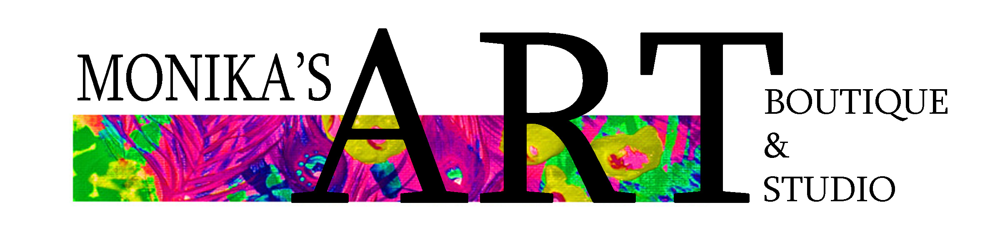 MONIKA’S ART
BOUTIQUE
&
STUDIO